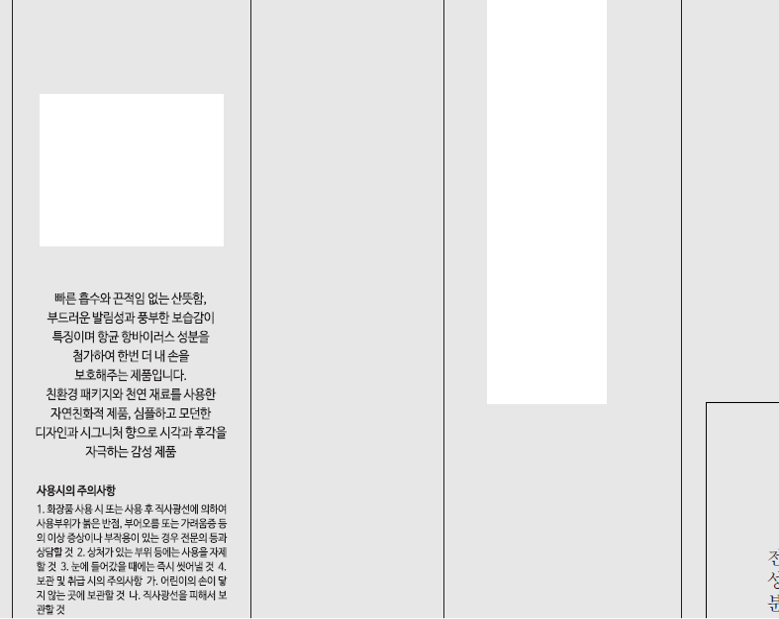 빠른 흡수와 끈적임 없는 산뜻함,
부드러운 발림성과 풍부한 보습감이
특징이며 항균 항바이러스 성분을
첨가하여 한번 더 내 손을
보호해주는 제품입니다.
친환경 패키지와 천연 재료를 사용한
자연친화적 제품, 심플하고 모던한
디자인과 시그니처 향으로 시각과 후각을
자극하는 감성 제품
사용시의 주의사항
1. 화장품 사용 시 또는 사용 후 직사광선에 의하여
사용부위가 붉은 반점, 부어오름 또는 가려움증 등
의 이상 증상이나 부작용이 있는 경우 전문의 등과
상담할 것 2. 상처가 있는 부위 등에는 사용을 자제
할 것 3. 눈에 들어갔을 때에는 즉시 씻어낼 것 4.
보관 및 취급 시의 주의사항 가. 어린이의 손이 닿
지 않는 곳에 보관할 것 나. 직사광선을 피해서 보
관할 것
전
성
분